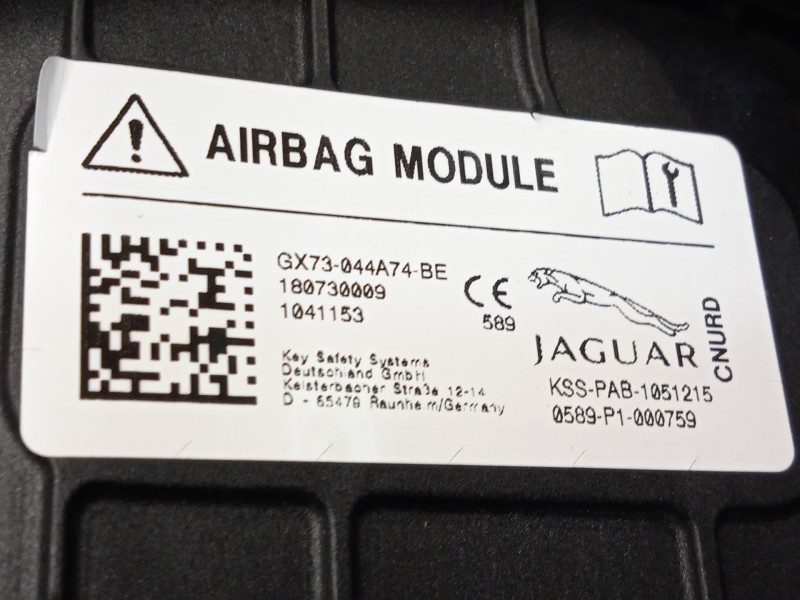 AIRBAG MODULE
GX73-044A74-BE
180730009
1041153
Key Safety Systems
Deutschland GmbH
Kelsterbacher Straße 12-14
D - 65479 Raunheim/Germany
CE
589
JAGUAR
KSS-PAB-1051215
0589-P1-000759
CNURD